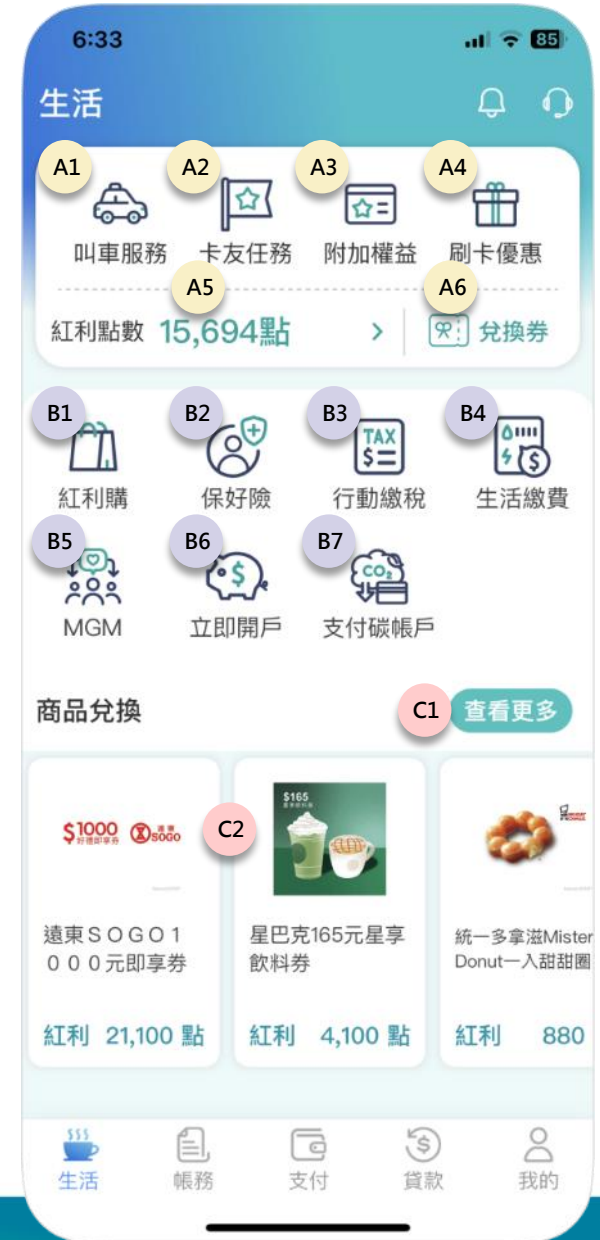 6:33
85
生活
A1
A2
A3
A4
叫車服務
卡友任務
附加權益
刷卡優惠
A5
A6
紅利點數 15,694點 >
兌換券
B1
B2
B3
B4
TAX
$
$
紅利購
保好險
行動繳稅
生活繳費
B5
B6
B7
$
CO2
MGM
立即開戶
支付碳帳戶
商品兌換
C1
查看更多
C2
$1000
好禮即享券
遠東
SOGO
$165
遠東SOGO1
000元即享券
星巴克165元星享
飲料券
統一多拿滋Mister
Donut一入甜甜圈
紅利 21,100 點
紅利 4,100 點
紅利 880
生活
帳務
支付
貸款
我的